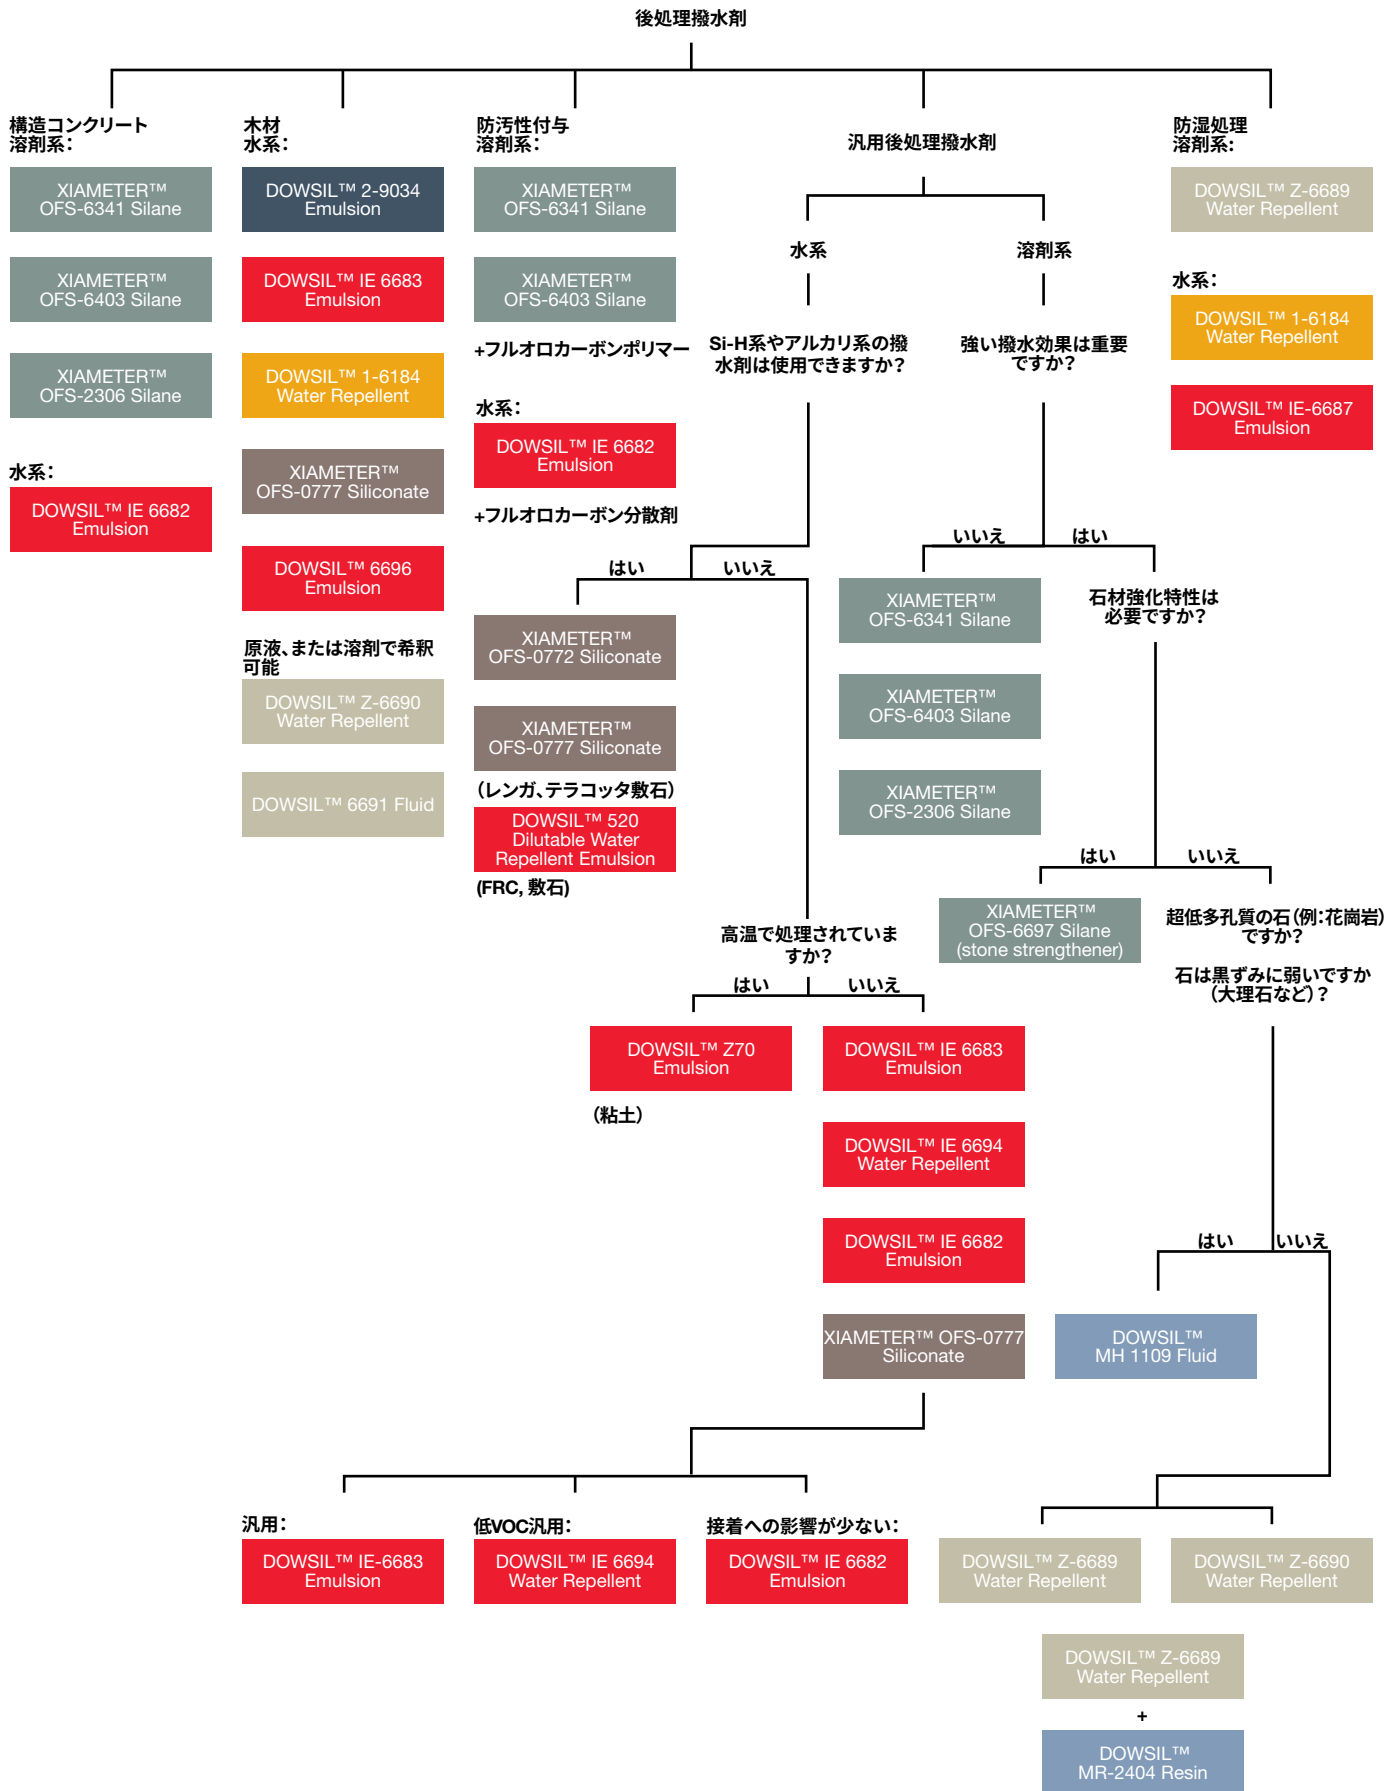 後処理撥水剤
構造コンクリート
溶剤系：
XIAMETER™
OFS-6341 Silane
XIAMETER™
OFS-6403 Silane
XIAMETER™
OFS-2306 Silane
水系：
DOWSIL™ IE 6682
Emulsion
木材
水系：
DOWSIL™ 2-9034
Emulsion
DOWSIL™ IE 6683
Emulsion
DOWSIL™ 1-6184
Water Repellent
XIAMETER™
OFS-0777 Siliconate
DOWSIL™ 6696
Emulsion
原液、または溶剤で希釈
可能
DOWSIL™ Z-6690
Water Repellent
DOWSIL™ 6691 Fluid
防汚性付与
溶剤系：
XIAMETER™
OFS-6341 Silane
XIAMETER™
OFS-6403 Silane
+フルオロカーボンポリマー
水系：
DOWSIL™ IE 6682
Emulsion
+フルオロカーボン分散剤
汎用後処理撥水剤
水系
Si-H系やアルカリ系の撥
水剤は使用できますか？
はい
いいえ
XIAMETER™
OFS-0772 Siliconate
XIAMETER™
OFS-0777 Siliconate
（レンガ、テラコッタ敷石）
DOWSIL™ 520
Dilutable Water
Repellent Emulsion
(FRC, 敷石)
高温で処理されていま
すか？
はい
いいえ
DOWSIL™ Z70
Emulsion
（粘土）
DOWSIL™ IE 6683
Emulsion
DOWSIL™ IE 6694
Water Repellent
DOWSIL™ IE 6682
Emulsion
XIAMETER™ OFS-0777
Siliconate
汎用：
DOWSIL™ IE-6683
Emulsion
低VOC汎用：
DOWSIL™ IE 6694
Water Repellent
接着への影響が少ない：
DOWSIL™ IE 6682
Emulsion
溶剤系
強い撥水効果は重要
ですか？
いいえ
はい
XIAMETER™
OFS-6341 Silane
XIAMETER™
OFS-6403 Silane
XIAMETER™
OFS-2306 Silane
石材強化特性は
必要ですか？
はい
いいえ
XIAMETER™
OFS-6697 Silane
(stone strengthener)
超低多孔質の石（例：花崗岩）
ですか？
石は黒ずみに弱いですか
（大理石など）？
はい
いいえ
DOWSIL™
MH 1109 Fluid
DOWSIL™ Z-6689
Water Repellent
DOWSIL™ Z-6690
Water Repellent
DOWSIL™ Z-6689
Water Repellent
+
DOWSIL™
MR-2404 Resin
防湿処理
溶剤系:
DOWSIL™ Z-6689
Water Repellent
水系：
DOWSIL™ 1-6184
Water Repellent
DOWSIL™ IE-6687
Emulsion